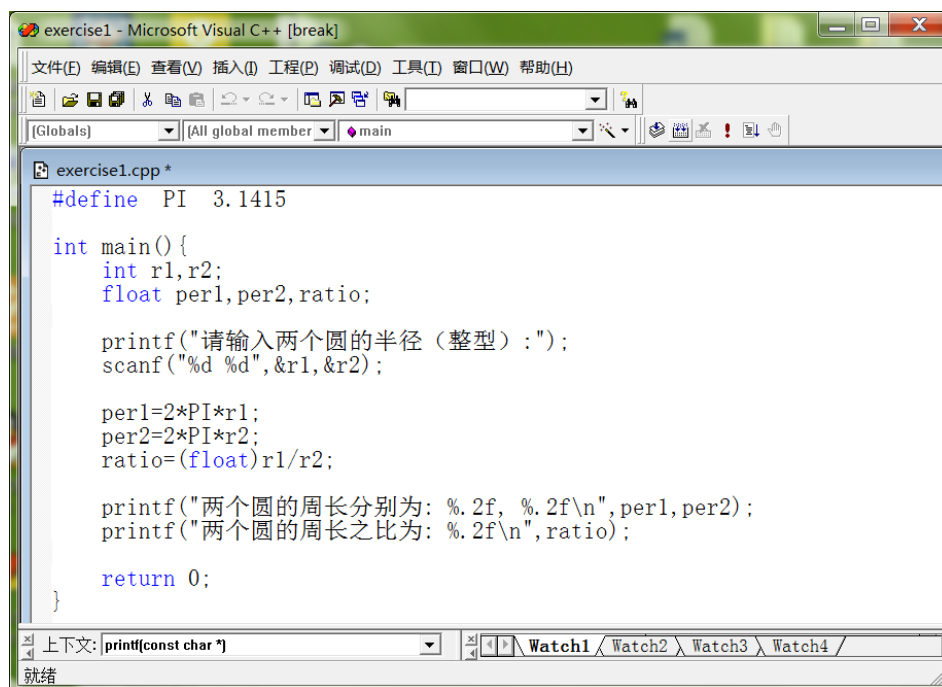 exercise1 - Microsoft Visual C++ [break]
文件(F) 编辑(E) 查看(V) 插入(I) 工程(P) 调试(D) 工具(T) 窗口(W) 帮助(H)
(Globals) (All global member main
exercise1.cpp *
#define PI 3.1415
int main(){
int r1,r2;
float per1,per2,ratio;
printf("请输入两个圆的半径（整型）:");
scanf("%d %d",&r1,&r2);
per1=2*PI*r1;
per2=2*PI*r2;
ratio=(float)r1/r2;
printf("两个圆的周长分别为: %.2f, %.2f\n",per1,per2);
printf("两个圆的周长之比为: %.2f\n",ratio);
return 0;
}
上下文: printf(const char *) Watch1 Watch2 Watch3 Watch4
就绪